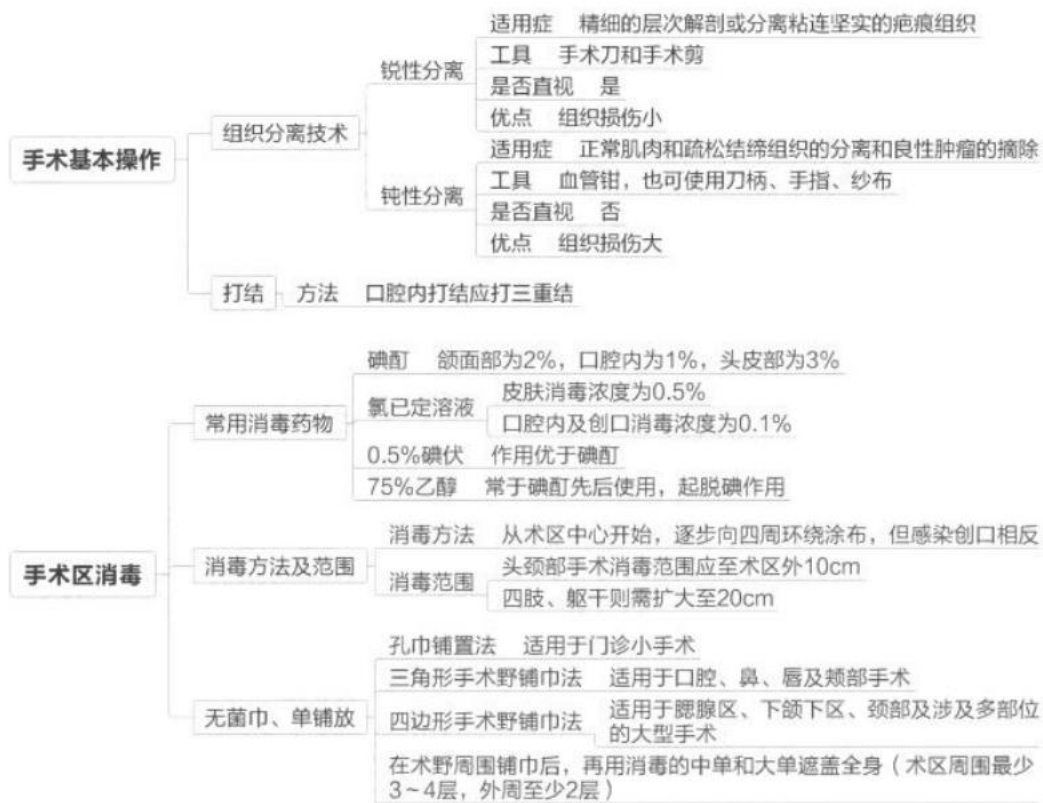 手术基本操作
组织分离技术
锐性分离
适用症 精细的层次解剖或分离粘连坚实的疤痕组织
工具 手术刀和手术剪
是否直视 是
优点 组织损伤小
钝性分离
适用症 正常肌肉和疏松结缔组织的分离和良性肿瘤的摘除
工具 血管钳，也可使用刀柄、手指、纱布
是否直视 否
优点 组织损伤大
打结 方法 口腔内打结应打三重结
手术区消毒
常用消毒药物
碘酊 颌面部为2%，口腔内为1%，头皮部为3%
氯已定溶液
皮肤消毒浓度为0.5%
口腔内及创口消毒浓度为0.1%
0.5%碘伏 作用优于碘酊
75%乙醇 常于碘酊先后使用，起脱碘作用
消毒方法及范围
消毒方法 从术区中心开始，逐步向四周环绕涂布，但感染创口相反
消毒范围
头颈部手术消毒范围应至术区外10cm
四肢、躯干则需扩大至20cm
无菌巾、单铺放
孔巾铺置法 适用于门诊小手术
三角形手术野铺巾法 适用于口腔、鼻、唇及颊部手术
四边形手术野铺巾法
适用于腮腺区、下颌下区、颈部及涉及多部位
的大型手术
在术野周围铺巾后，再用消毒的中单和大单遮盖全身（术区周围最少
3～4层，外周至少2层）